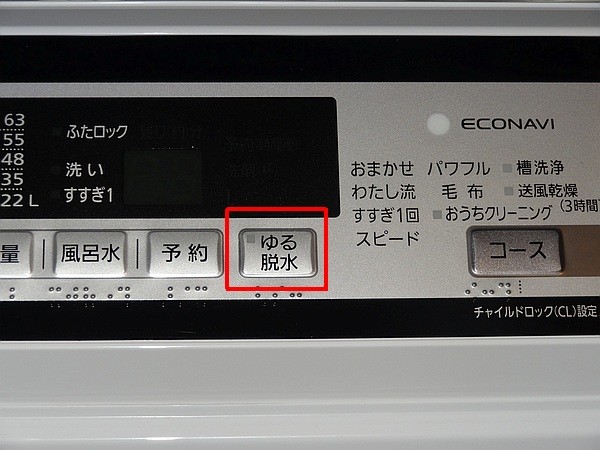 63
55
48
35
22 L
ふたロック
洗い
すすぎ1
ECONAVI
おまかせ パワフル 槽洗浄
わたし流 毛布 送風乾燥
すすぎ1回 おうちクリーニング (3時間)
スピード
量
風呂水
予約
ゆる
脱水
コース
チャイルドロック(CL)設定